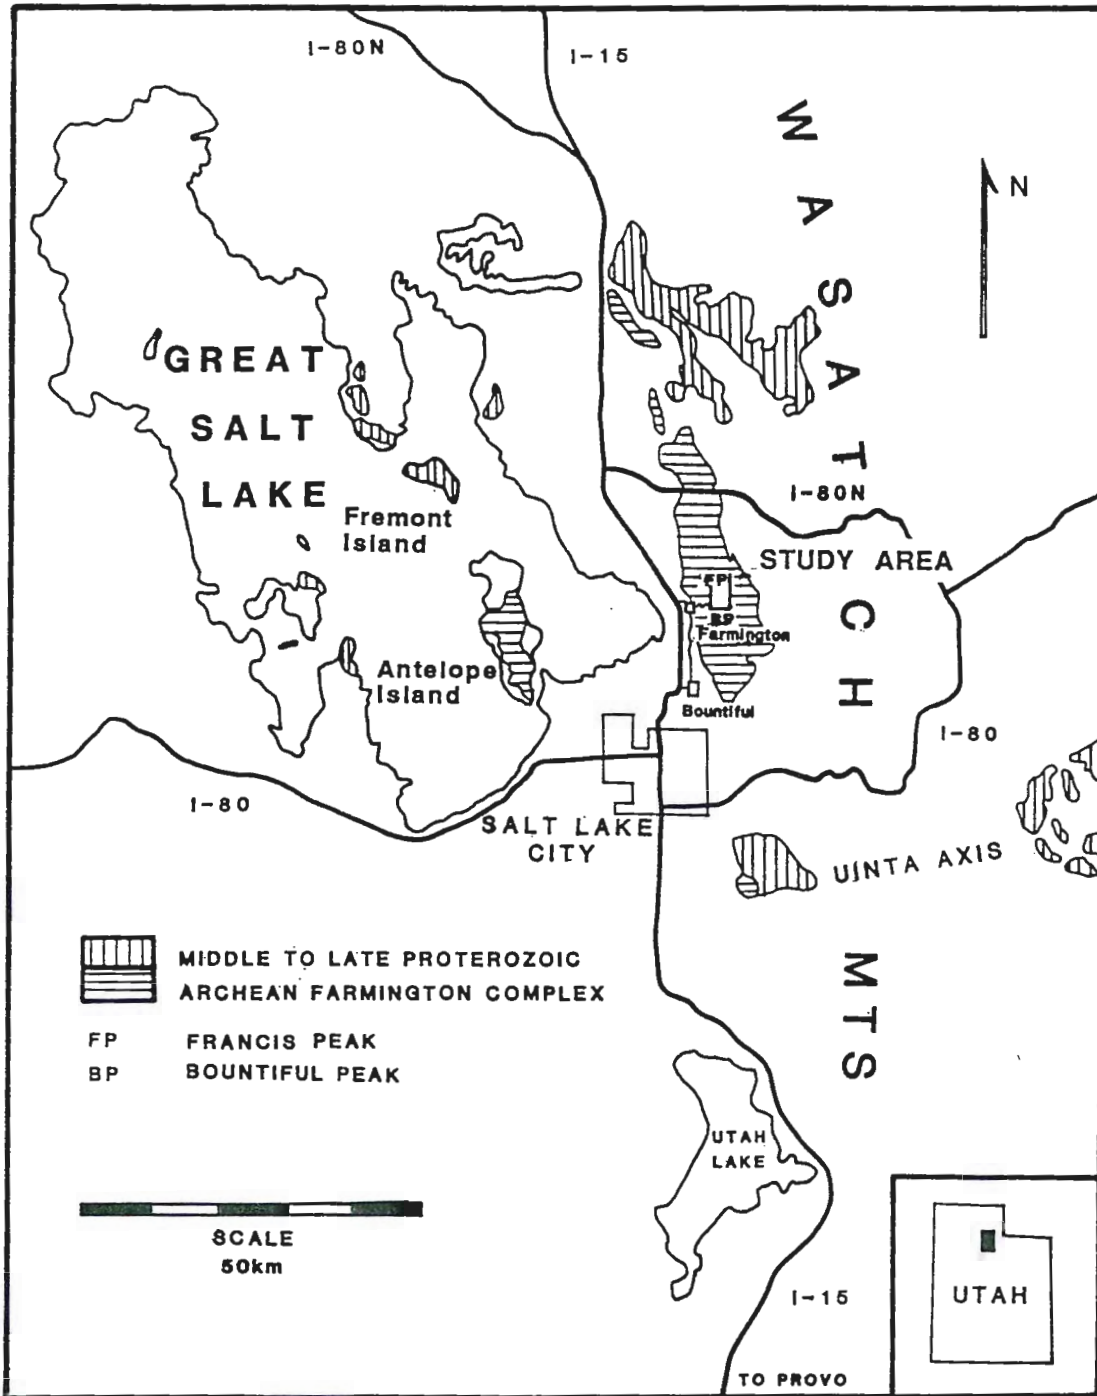 I-80N
I-15
WASATCH MTS
N
GREAT
SALT
LAKE
I-80N
Fremont
Island
STUDY AREA
FP
BP
Farmington
Antelope
Island
Bountiful
I-80
I-80
SALT LAKE
CITY
UINTA AXIS
MIDDLE TO LATE PROTEROZOIC
ARCHEAN FARMINGTON COMPLEX
FP FRANCIS PEAK
BP BOUNTIFUL PEAK
UTAH
LAKE
SCALE
50km
I-15
UTAH
TO PROVO